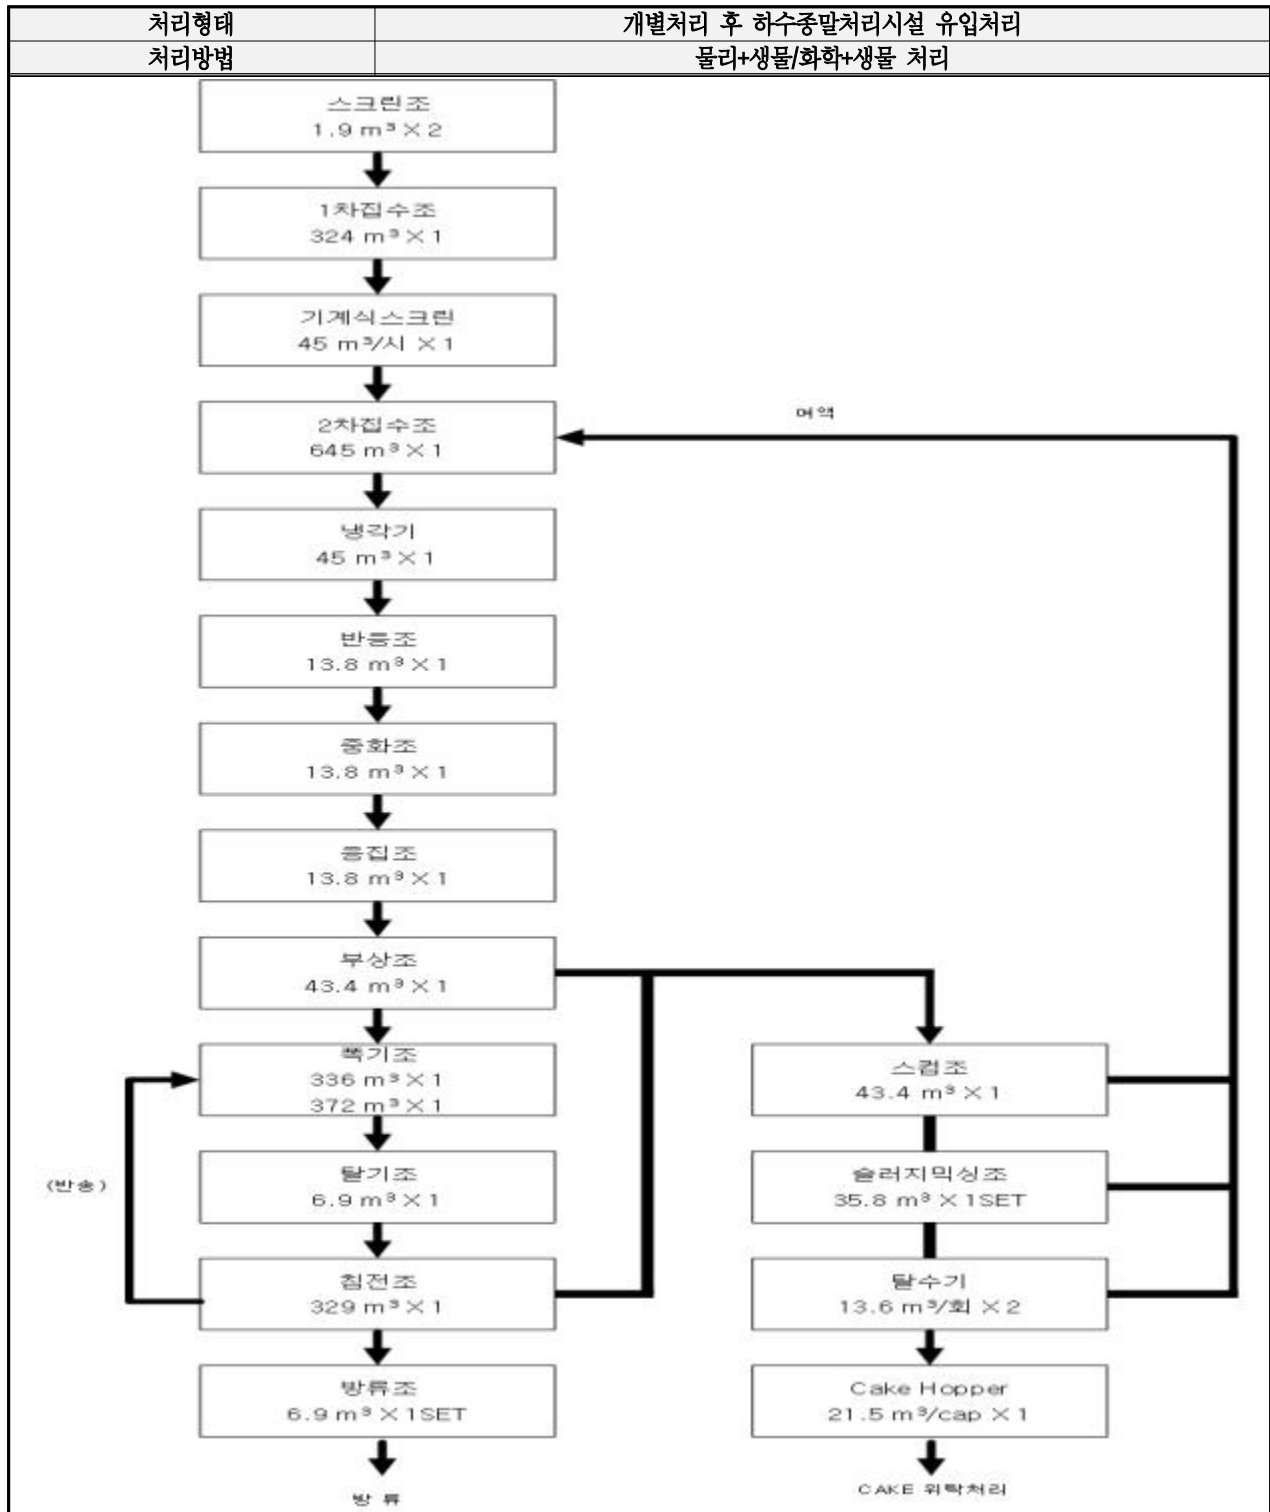 처리형태 개별처리 후 하수종말처리시설 유입처리
처리방법 물리+생물/화학+생물 처리
스크린조
1.9 m³ × 2
1차집수조
324 m³ × 1
기계식스크린
45 m³/시 × 1
2차집수조
645 m³ × 1
여액
냉각기
45 m³ × 1
반응조
13.8 m³ × 1
중화조
13.8 m³ × 1
응집조
13.8 m³ × 1
부상조
43.4 m³ × 1
폭기조
336 m³ × 1
372 m³ × 1
탈기조
6.9 m³ × 1
(반송)
침전조
329 m³ × 1
방류조
6.9 m³ × 1SET
방 류
스컴조
43.4 m³ × 1
슬러지믹싱조
35.8 m³ × 1SET
탈수기
13.6 m³/회 × 2
Cake Hopper
21.5 m³/cap × 1
CAKE 위탁처리